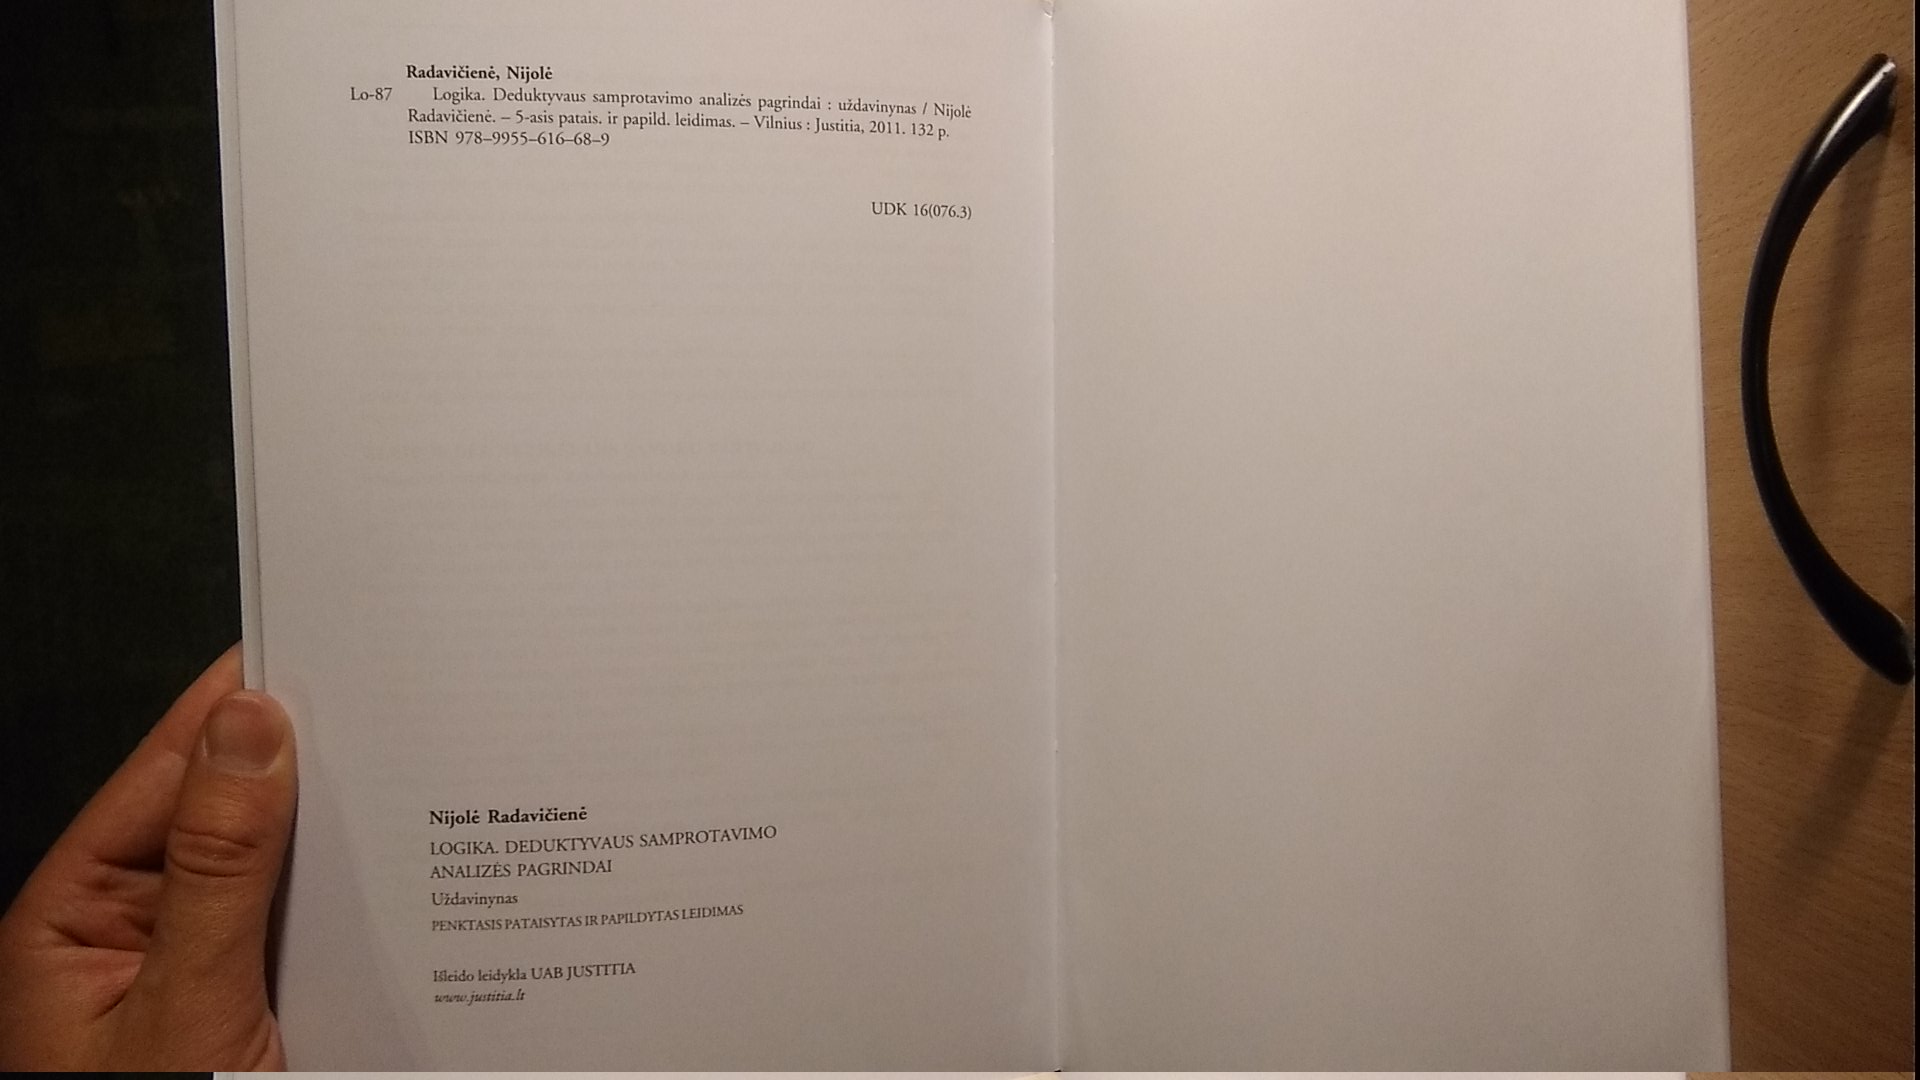 Radavičienė, Nijolė
Lo-87 Logika. Deduktyvaus samprotavimo analizės pagrindai : uždavinynas / Nijolė
Radavičienė. – 5-asis patais. ir papild. leidimas. – Vilnius : Justitia, 2011. 132 p.
ISBN 978–9955–616–68–9
UDK 16(076.3)
Nijolė Radavičienė
LOGIKA. DEDUKTYVAUS SAMPROTAVIMO
ANALIZĖS PAGRINDAI
Uždavinynas
PENKTASIS PATAISYTAS IR PAPILDYTAS LEIDIMAS
Išleido leidykla UAB JUSTITIA
www.justitia.lt